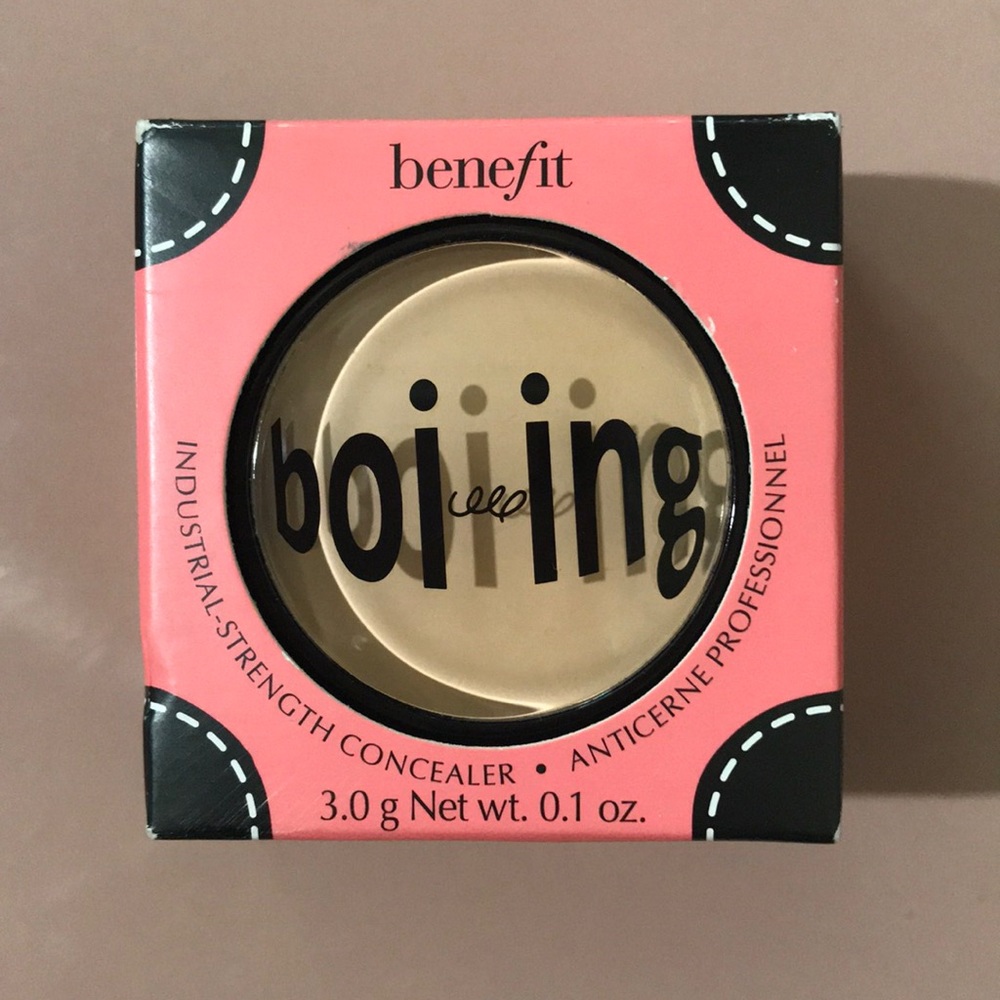 benefit
boi ing
INDUSTRIAL-STRENGTH CONCEALER • ANTICERNE PROFESSIONNEL
3.0 g Net wt. 0.1 oz.